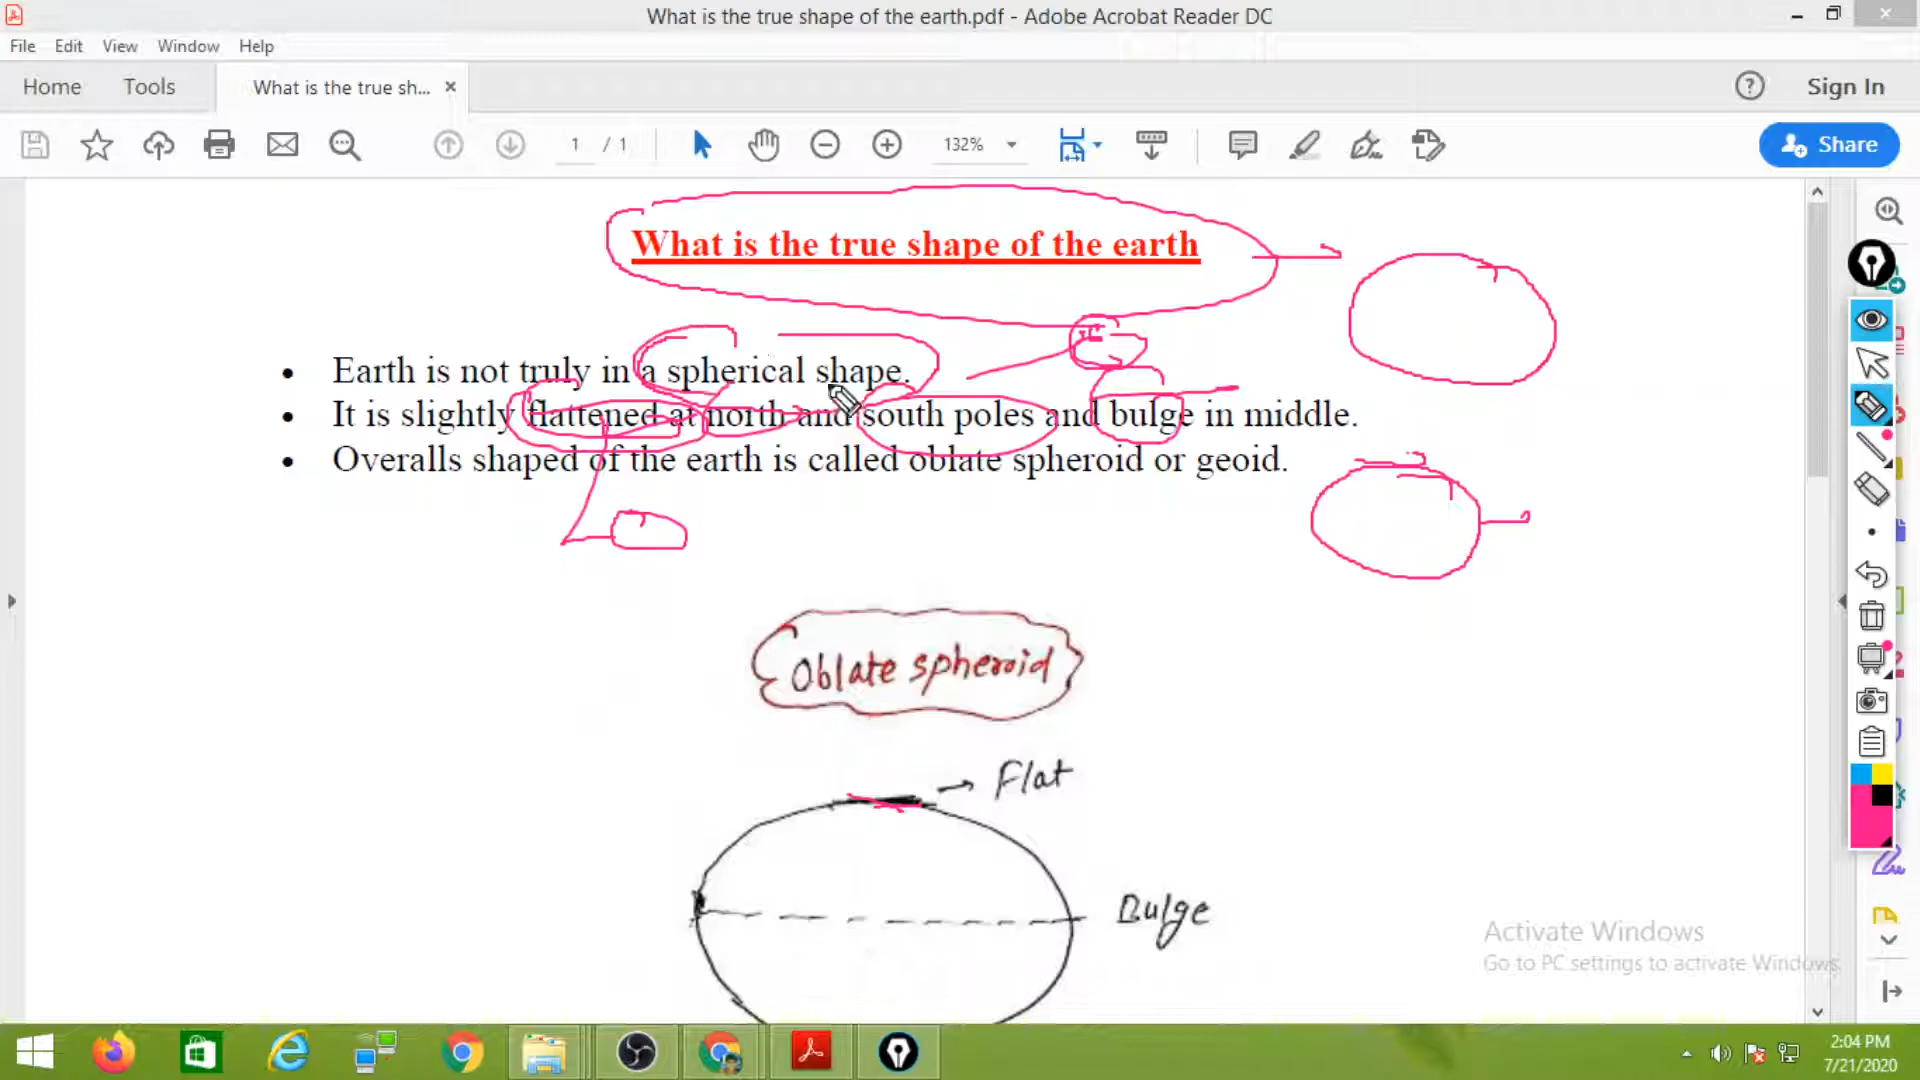 What is the true shape of the earth.pdf - Adobe Acrobat Reader DC
File Edit View Window Help
Home Tools What is the true sh... × Sign In
1 / 1 132% Share
What is the true shape of the earth
• Earth is not truly in a spherical shape.
• It is slightly flattened at north and south poles and bulge in middle.
• Overalls shaped of the earth is called oblate spheroid or geoid.
Oblate spheroid
→ Flat
Bulge
Activate Windows
Go to PC settings to activate Windows.
2:04 PM
7/21/2020